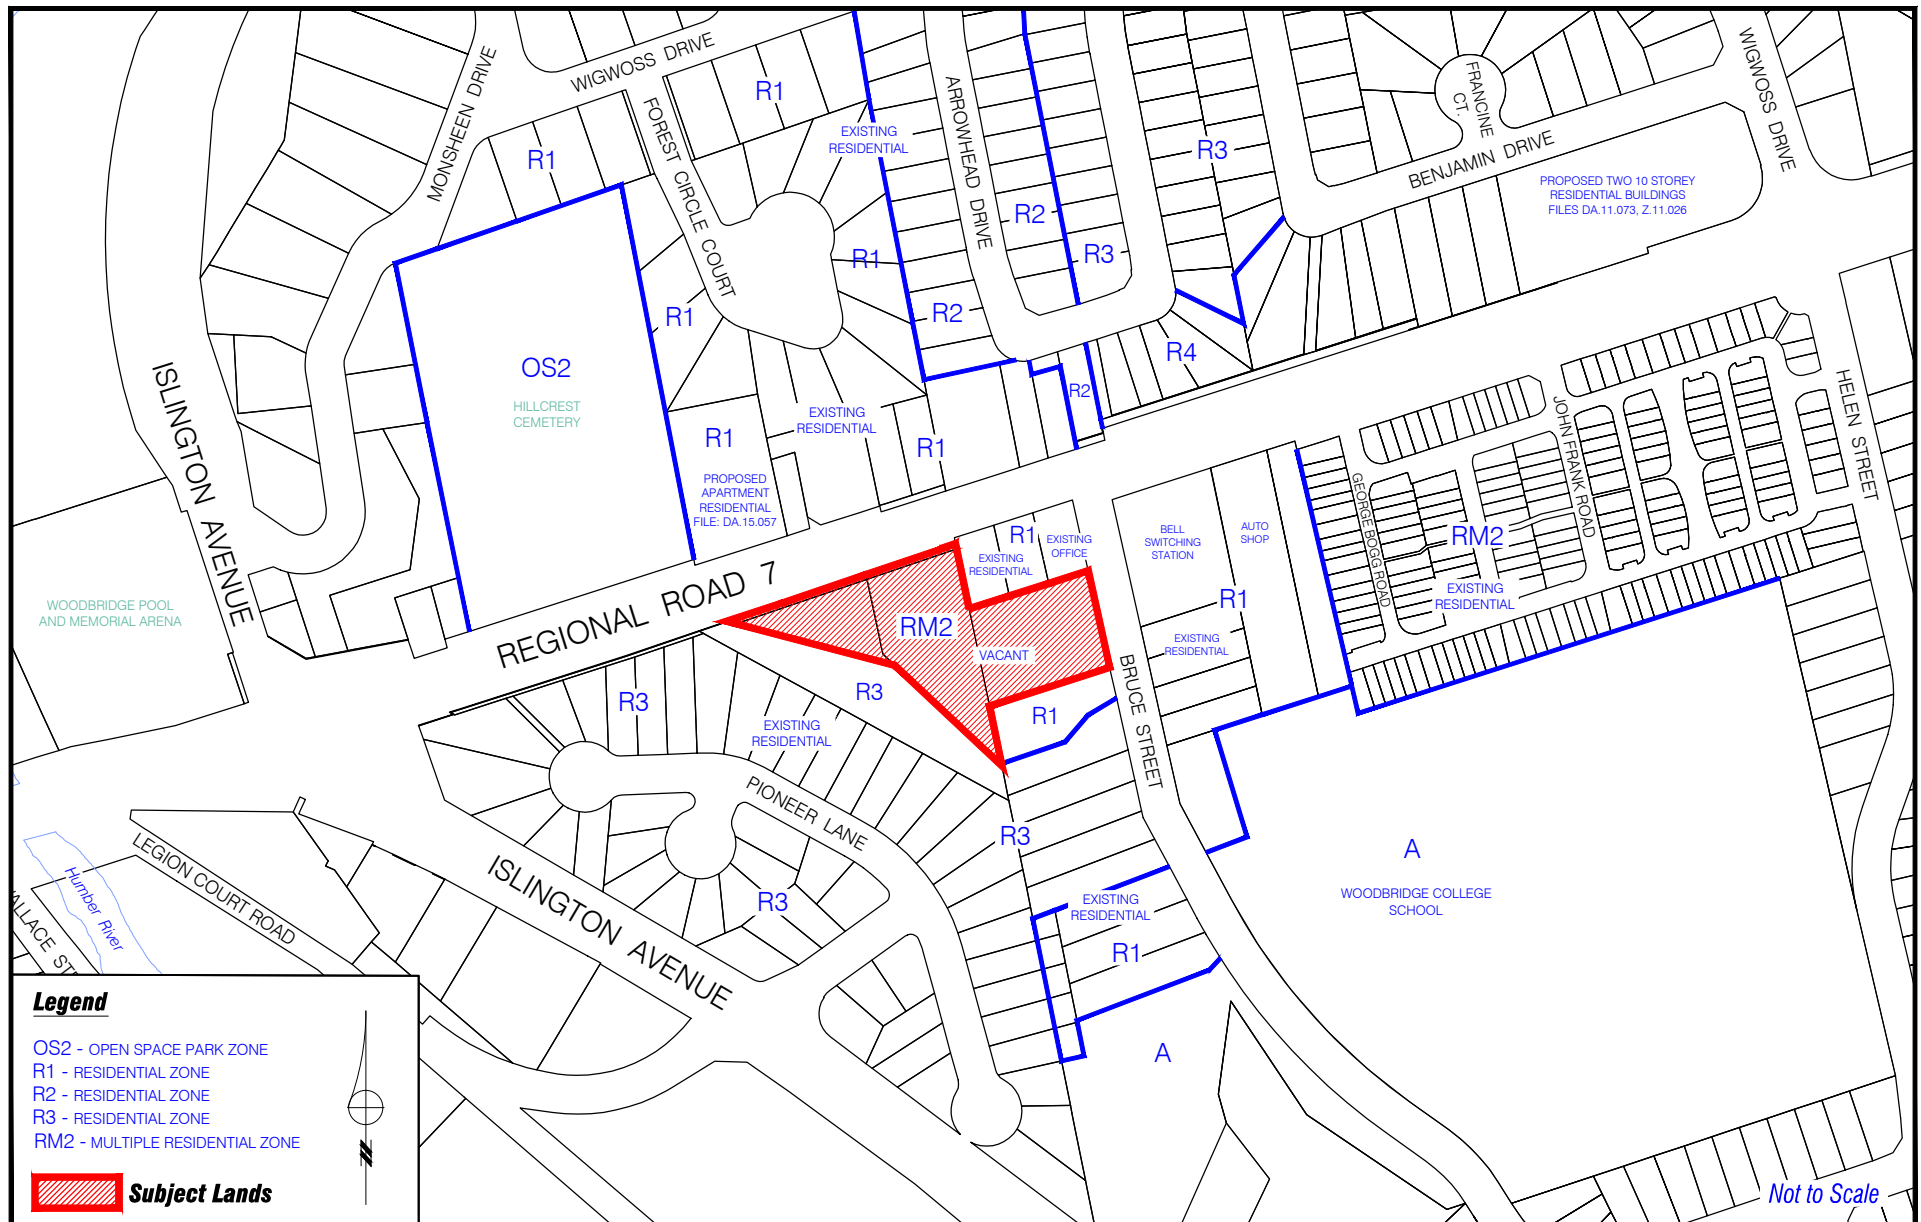 MONSHEEN DRIVE
WIGWOSS DRIVE
FOREST CIRCLE COURT
R1
EXISTING
RESIDENTIAL
ARROWHEAD DRIVE
R1
R1
R2
R3
R3
FRANCINE
CT.
BENJAMIN DRIVE
WIGWOSS DRIVE
PROPOSED TWO 10 STOREY
RESIDENTIAL BUILDINGS
FILES DA.11.073, Z.11.026
R1
R2
R4
R2
OS2
HILLCREST
CEMETERY
R1
PROPOSED
APARTMENT
RESIDENTIAL
FILE: DA.15.057
EXISTING
RESIDENTIAL
R1
ISLINGTON AVENUE
WOODBRIDGE POOL
AND MEMORIAL ARENA
REGIONAL ROAD 7
R1
EXISTING
RESIDENTIAL
EXISTING
OFFICE
BELL
SWITCHING
STATION
AUTO
SHOP
R1
EXISTING
RESIDENTIAL
GEORGE BOGG ROAD
JOHN FRANK ROAD
HELEN STREET
RM2
EXISTING
RESIDENTIAL
RM2
VACANT
R3
R1
BRUCE STREET
R3
EXISTING
RESIDENTIAL
PIONEER LANE
R3
R3
EXISTING
RESIDENTIAL
R1
A
WOODBRIDGE COLLEGE
SCHOOL
A
ISLINGTON AVENUE
LEGION COURT ROAD
Humber River
Legend
OS2 - OPEN SPACE PARK ZONE
R1 - RESIDENTIAL ZONE
R2 - RESIDENTIAL ZONE
R3 - RESIDENTIAL ZONE
RM2 - MULTIPLE RESIDENTIAL ZONE
Subject Lands
Not to Scale